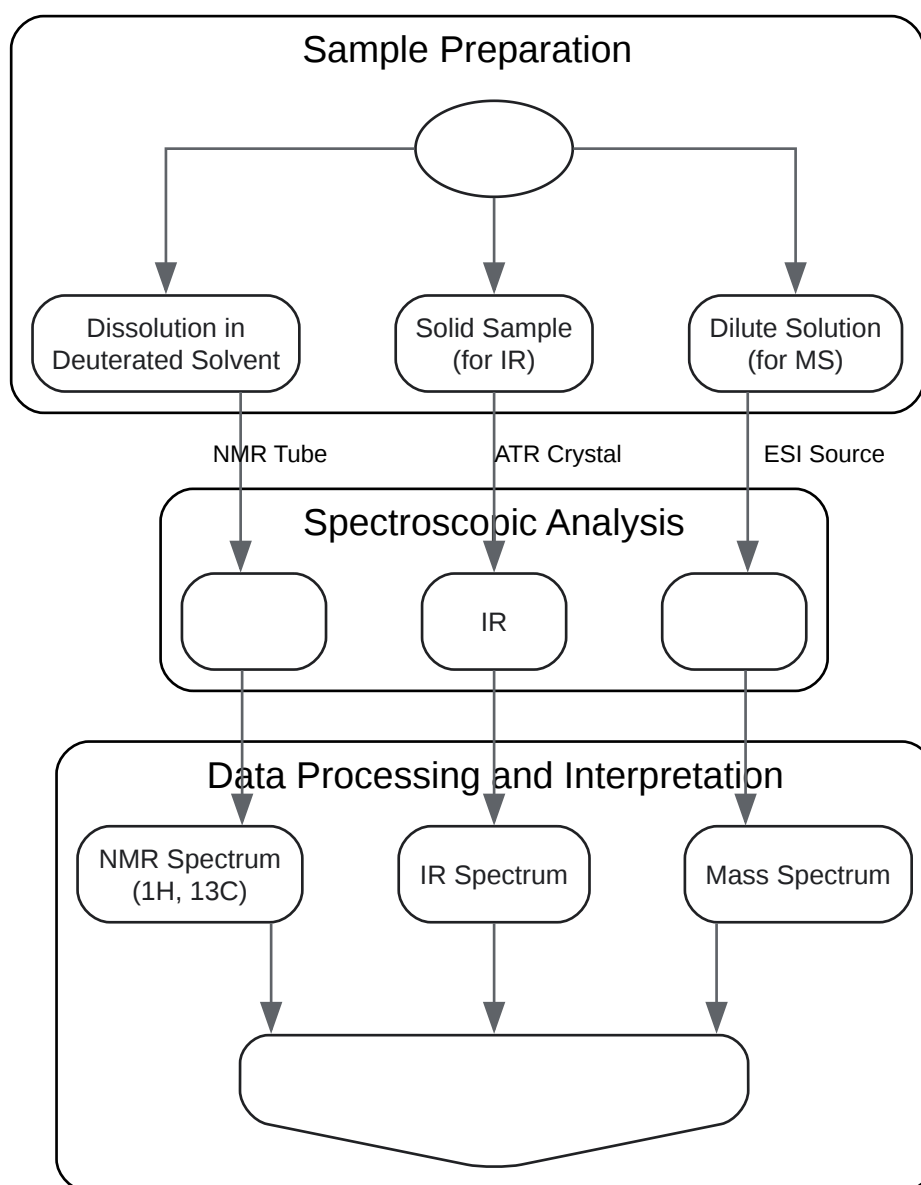 Sample Preparation
Dissolution in
Deuterated Solvent
Solid Sample
(for IR)
Dilute Solution
(for MS)
NMR Tube
ATR Crystal
ESI Source
Spectroscopic Analysis
IR
Data Processing and Interpretation
NMR Spectrum
(1H, 13C)
IR Spectrum
Mass Spectrum